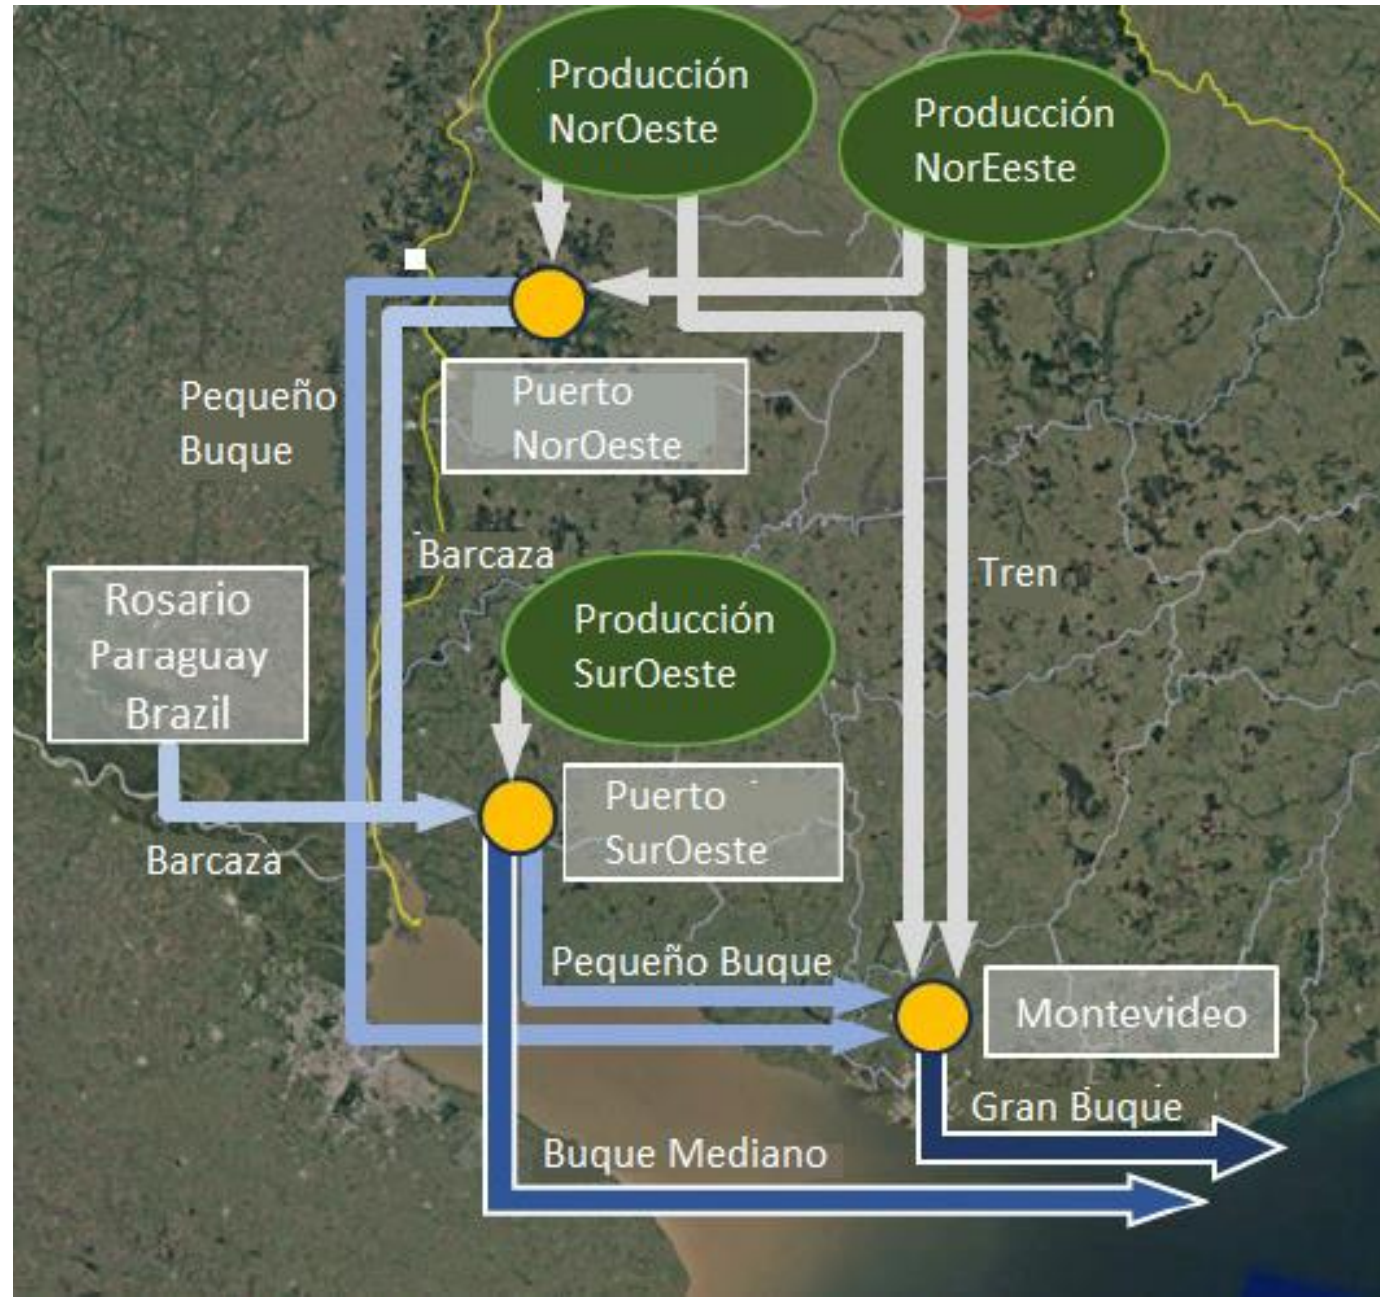 Producción
NorOeste
Producción
NorEeste
Pequeño
Buque
Puerto
NorOeste
Barcaza
Tren
Rosario
Paraguay
Brazil
Producción
SurOeste
Puerto
SurOeste
Barcaza
Pequeño Buque
Montevideo
Gran Buque
Buque Mediano